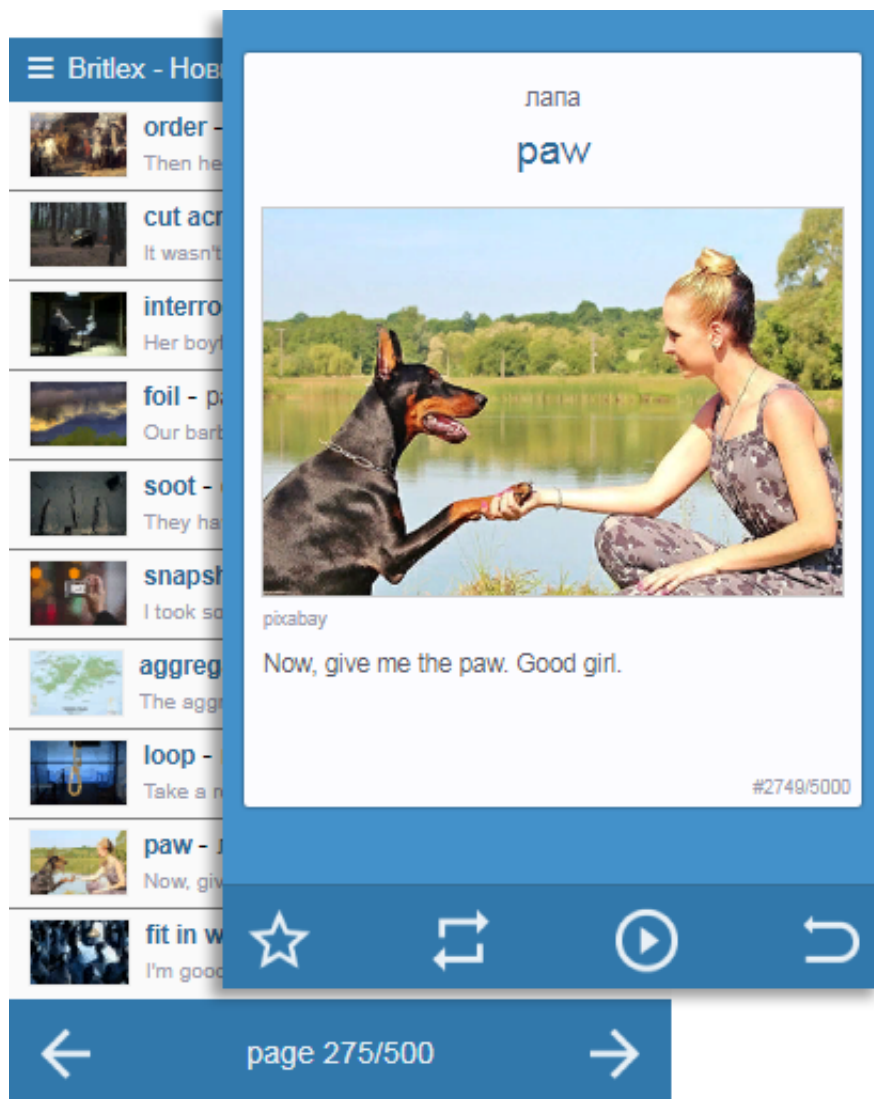 Britlex - Нов
order -
Then he
cut acr
It wasn't
interro
Her boyf
foil - pa
Our barb
soot -
They ha
snapsh
I took so
aggreg
The aggr
loop -
Take a r
paw - л
Now, giv
fit in w
I'm good
page 275/500
лапа
paw
pixabay
Now, give me the paw. Good girl.
#2749/5000